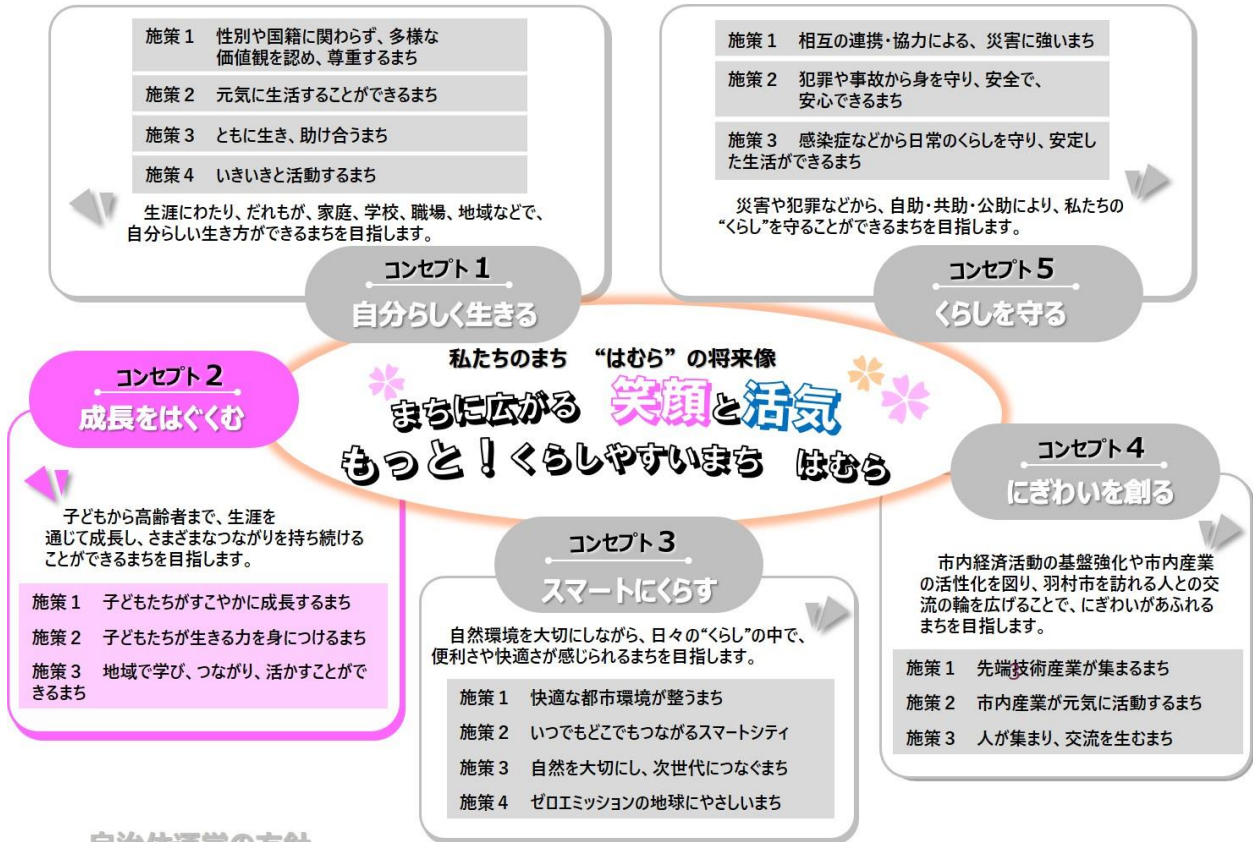 施策1 性別や国籍に関わらず、多様な
価値観を認め、尊重するまち
施策2 元気に生活することができるまち
施策3 ともに生き、助け合うまち
施策4 いきいきと活動するまち
生涯にわたり、だれもが、家庭、学校、職場、地域などで、
自分らしい生き方ができるまちを目指します。
コンセプト1
自分らしく生きる
施策1 相互の連携・協力による、災害に強いまち
施策2 犯罪や事故から身を守り、安全で、
安心できるまち
施策3 感染症などから日常のくらしを守り、安定し
た生活ができるまち
災害や犯罪などから、自助・共助・公助により、私たちの
“くらし”を守ることができるまちを目指します。
コンセプト5
くらしを守る
私たちのまち “はむら”の将来像
まちに広がる 笑顔と活気
もっと!くらしやすいまち はむら
コンセプト2
成長をはぐくむ
子どもから高齢者まで、生涯を
通じて成長し、さまざまなつながりを持ち続ける
ことができるまちを目指します。
施策1 子どもたちがすこやかに成長するまち
施策2 子どもたちが生きる力を身につけるまち
施策3 地域で学び、つながり、活かすことがで
きるまち
コンセプト3
スマートにくらす
自然環境を大切にしながら、日々の“くらし”の中で、
便利さや快適さが感じられるまちを目指します。
施策1 快適な都市環境が整うまち
施策2 いつでもどこでもつながるスマートシティ
施策3 自然を大切にし、次世代につなぐまち
施策4 ゼロエミッションの地球にやさしいまち
コンセプト4
にぎわいを創る
市内経済活動の基盤強化や市内産業
の活性化を図り、羽村市を訪れる人との交
流の輪を広げることで、にぎわいがあふれる
まちを目指します。
施策1 先端技術産業が集まるまち
施策2 市内産業が元気に活動するまち
施策3 人が集まり、交流を生むまち
3